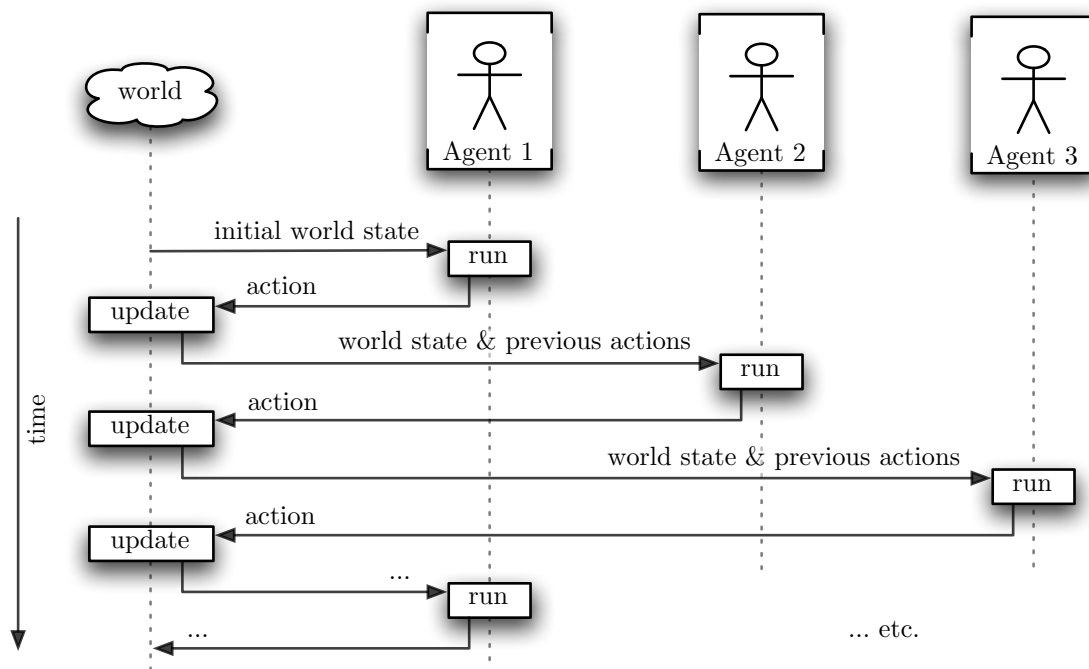 world
Agent 1
Agent 2
Agent 3
initial world state
run
action
update
world state & previous actions
run
action
update
world state & previous actions
run
action
update
...
run
...
... etc.
time